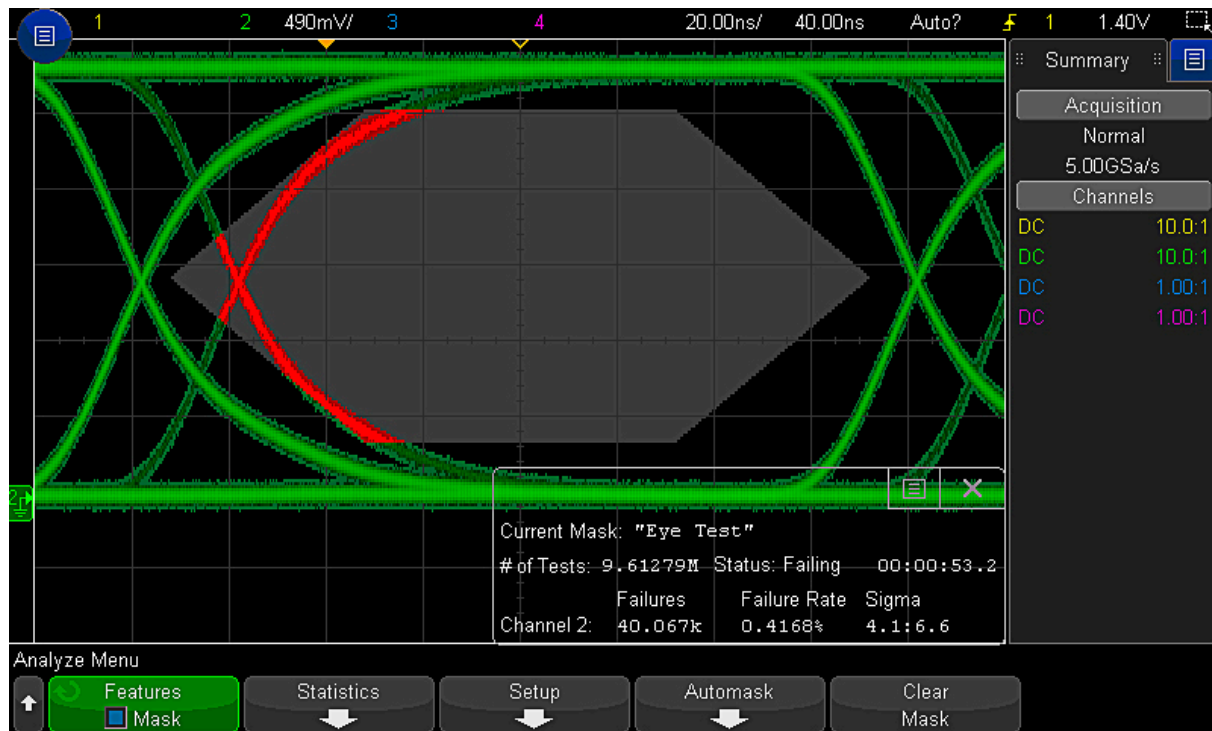 1 2 490mV/ 3 4 20.00ns/ 40.00ns Auto? 1 1.40V
Summary
Acquisition
Normal
5.00GSa/s
Channels
DC 10.0:1
DC 10.0:1
DC 1.00:1
DC 1.00:1
2
Current Mask: "Eye Test"
# of Tests: 9.61279M Status: Failing 00:00:53.2
Failures Failure Rate Sigma
Channel 2: 40.067k 0.4168% 4.1:6.6
Analyze Menu
Features Statistics Setup Automask Clear
Mask Mask